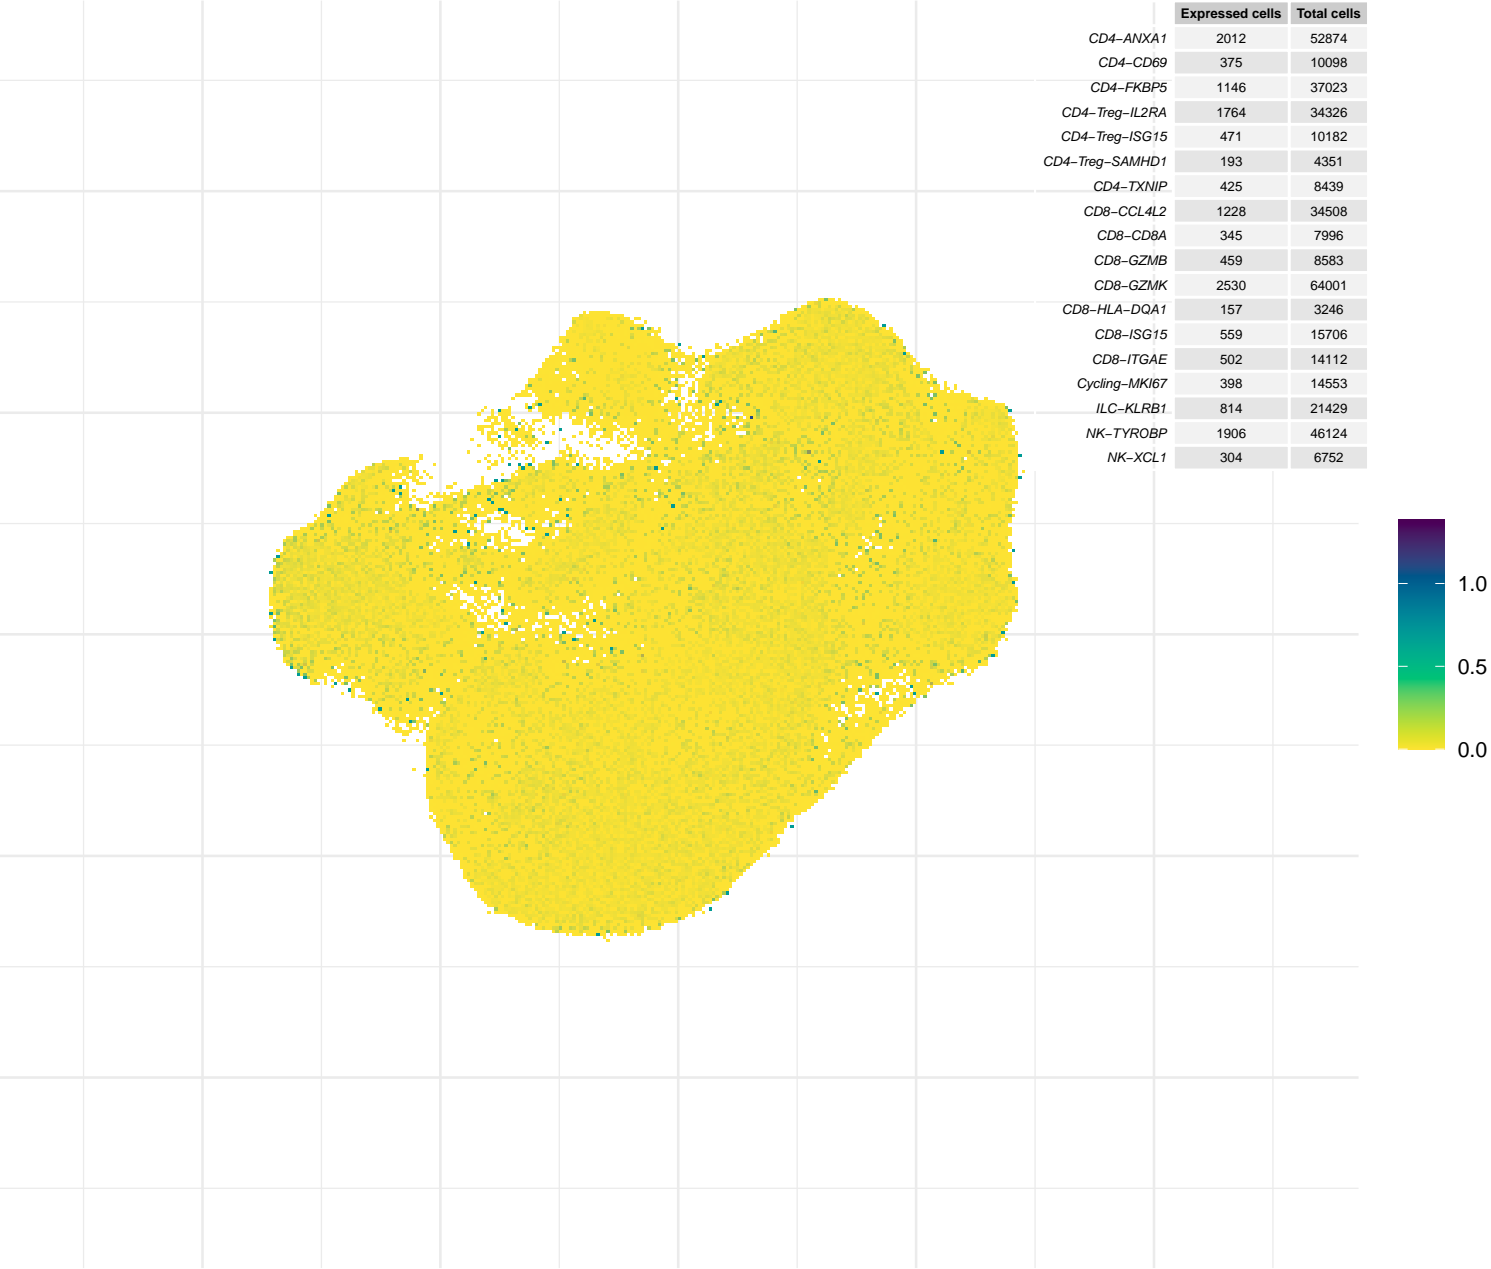 Expressed cells Total cells
CD4−ANXA1 2012 52874
CD4−CD69 375 10098
CD4−FKBP5 1146 37023
CD4−Treg−IL2RA 1764 34326
CD4−Treg−ISG15 471 10182
CD4−Treg−SAMHD1 193 4351
CD4−TXNIP 425 8439
CD8−CCL4L2 1228 34508
CD8−CD8A 345 7996
CD8−GZMB 459 8583
CD8−GZMK 2530 64001
CD8−HLA−DQA1 157 3246
CD8−ISG15 559 15706
CD8−ITGAE 502 14112
Cycling−MKI67 398 14553
ILC−KLRB1 814 21429
NK−TYROBP 1906 46124
NK−XCL1 304 6752
1.0
0.5
0.0